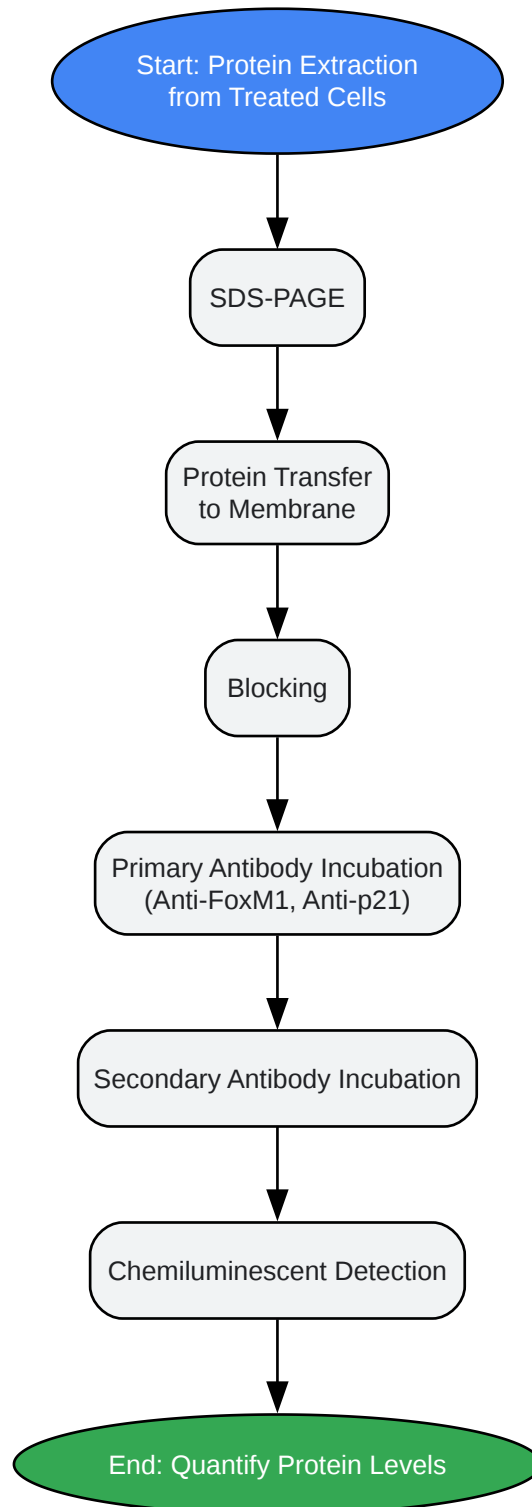 Start: Protein Extraction
from Treated Cells
SDS-PAGE
Protein Transfer
to Membrane
Blocking
Primary Antibody Incubation
(Anti-FoxM1, Anti-p21)
Secondary Antibody Incubation
Chemiluminescent Detection
End: Quantify Protein Levels